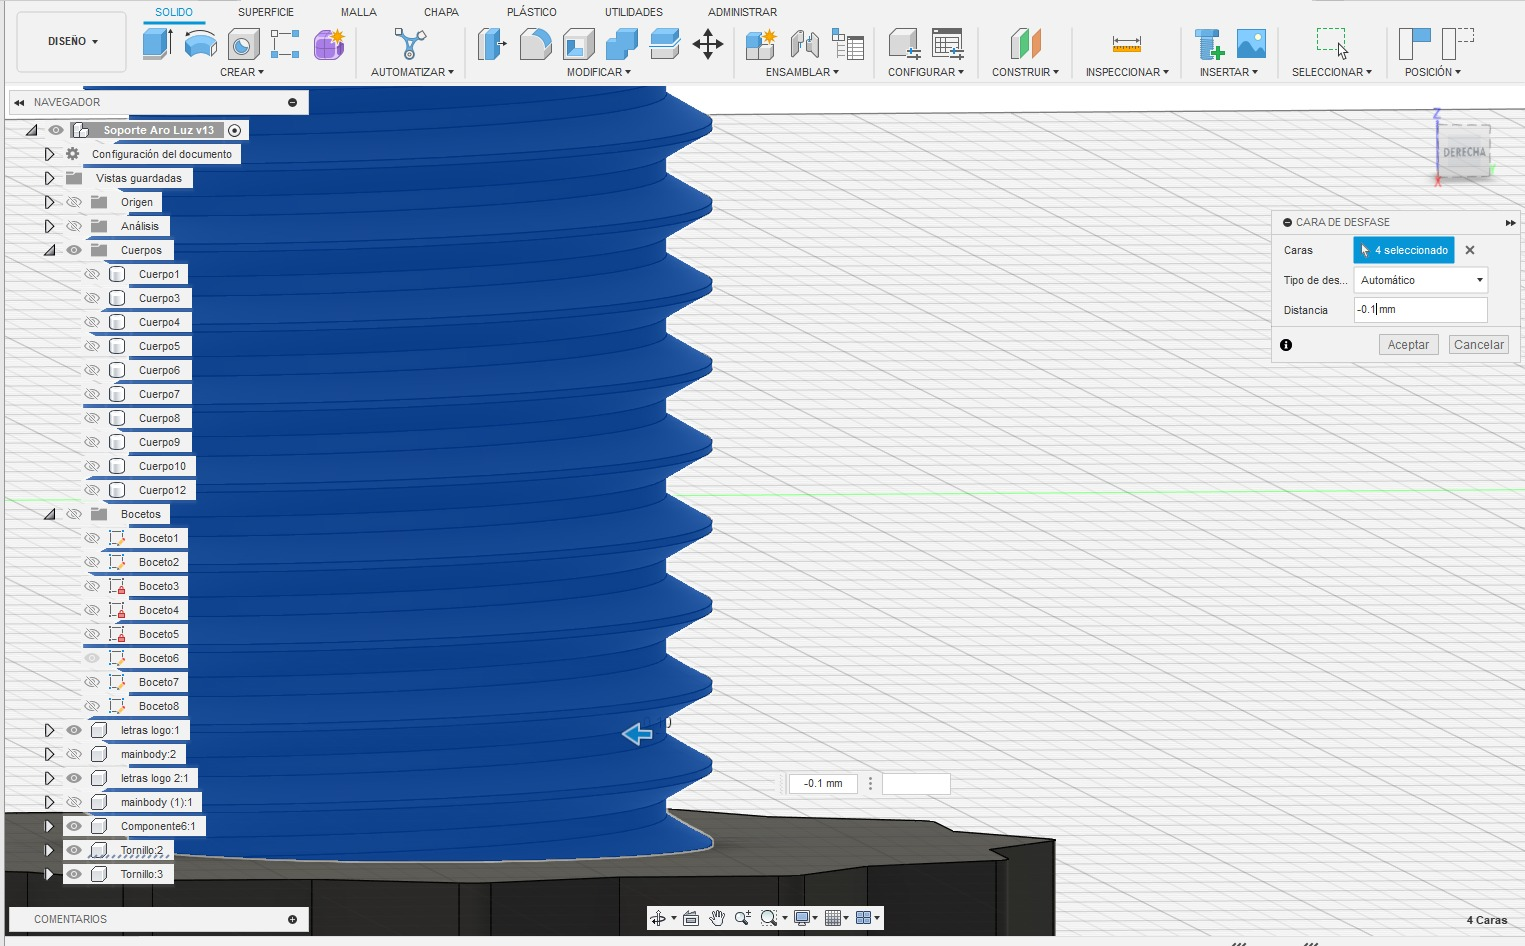 SOLIDO SUPERFICIE MALLA CHAPA PLÁSTICO UTILIDADES ADMINISTRAR
DISEÑO
CREAR AUTOMATIZAR MODIFICAR ENSAMBLAR CONFIGURAR CONSTRUIR INSPECCIONAR INSERTAR SELECCIONAR POSICIÓN
NAVEGADOR
Soporte Aro Luz v13
Configuración del documento
Vistas guardadas
Origen
Análisis
Cuerpos
Cuerpo1
Cuerpo3
Cuerpo4
Cuerpo5
Cuerpo6
Cuerpo7
Cuerpo8
Cuerpo9
Cuerpo10
Cuerpo12
Bocetos
Boceto1
Boceto2
Boceto3
Boceto4
Boceto5
Boceto6
Boceto7
Boceto8
letras logo:1
mainbody:2
letras logo 2:1
mainbody (1):1
Componente6:1
Tornillo:2
Tornillo:3
COMENTARIOS
Z
DERECHA
X
Y
CARA DE DESFASE
Caras 4 seleccionado
Tipo de des... Automático
Distancia -0.1 mm
Aceptar Cancelar
-0.1 mm
4 Caras